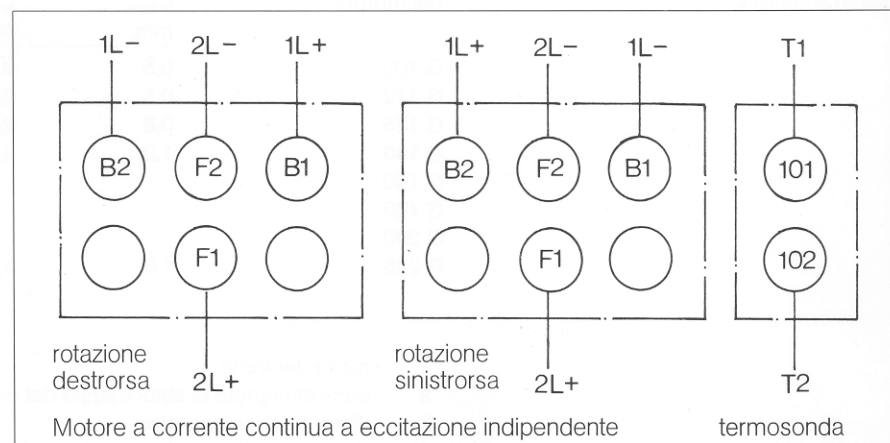 1L- 2L- 1L+ 1L+ 2L- 1L- T1
B2 F2 B1 B2 F2 B1 101
F1 F1 102
rotazione
destrorsa
rotazione
sinistrorsa
2L+ 2L+ T2
Motore a corrente continua a eccitazione indipendente termosonda